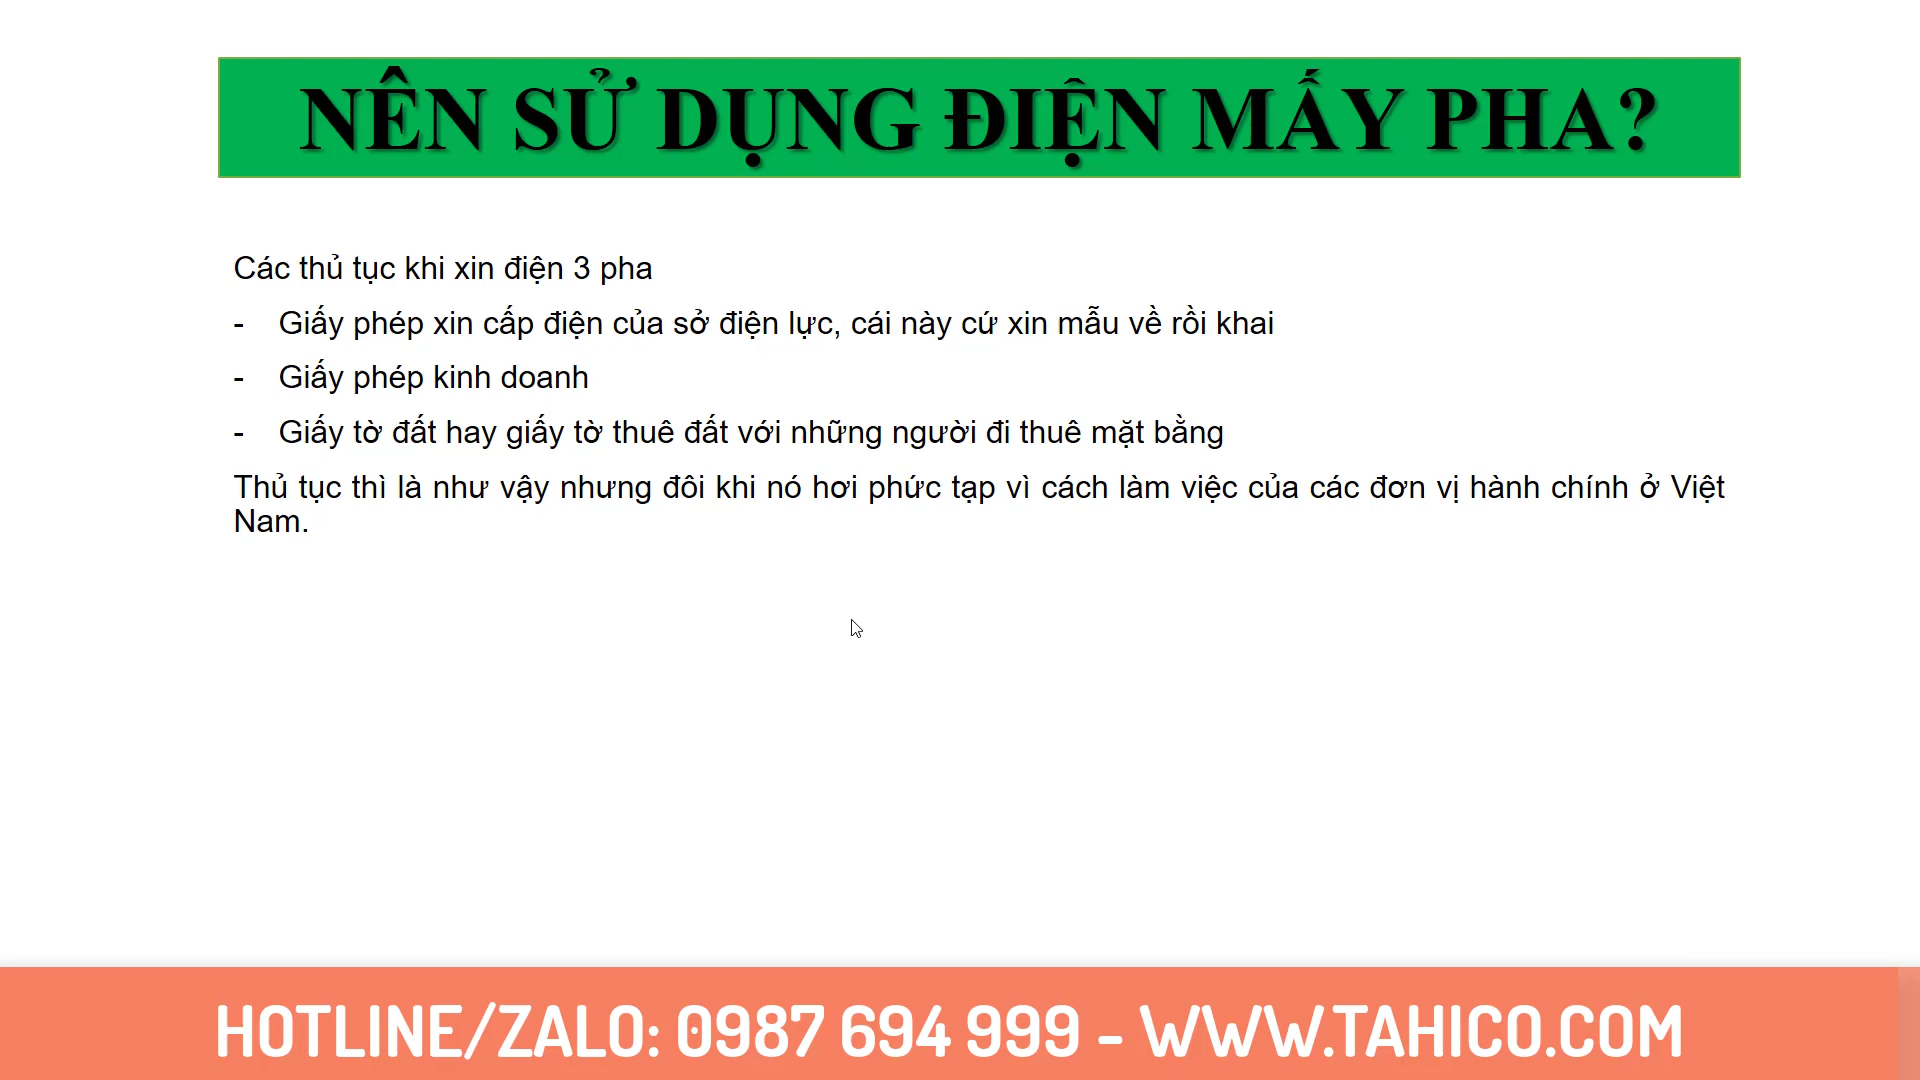 NÊN SỬ DỤNG ĐIỆN MẤY PHA?
Các thủ tục khi xin điện 3 pha
- Giấy phép xin cấp điện của sở điện lực, cái này cứ xin mẫu về rồi khai
- Giấy phép kinh doanh
- Giấy tờ đất hay giấy tờ thuê đất với những người đi thuê mặt bằng
Thủ tục thì là như vậy nhưng đôi khi nó hơi phức tạp vì cách làm việc của các đơn vị hành chính ở Việt
Nam.
HOTLINE/ZALO: 0987 694 999 - WWW.TAHICO.COM